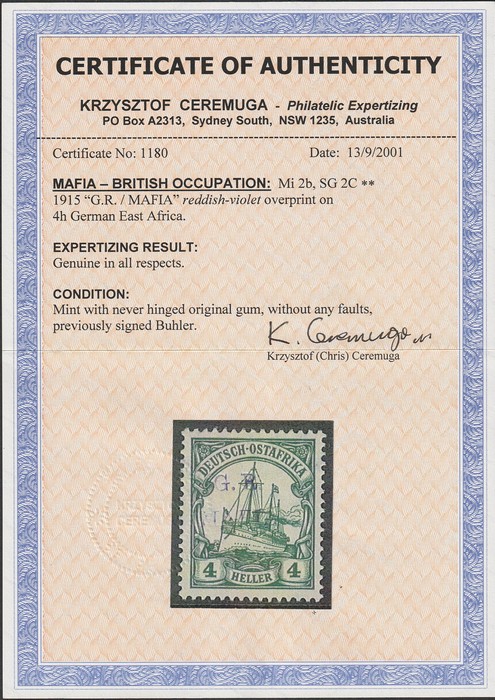 CERTIFICATE OF AUTHENTICITY
KRZYSZTOF CEREMUGA - Philatelic Expertizing
PO Box A2313, Sydney South, NSW 1235, Australia
Certificate No: 1180 Date: 13/9/2001
MAFIA – BRITISH OCCUPATION: Mi 2b, SG 2C **
1915 “G.R. / MAFIA” reddish-violet overprint on
4h German East Africa.
EXPERTIZING RESULT:
Genuine in all respects.
CONDITION:
Mint with never hinged original gum, without any faults,
previously signed Buhler.
K. Ceremuga
Krzysztof (Chris) Ceremuga
DEUTSCH-OSTAFRIKA
G. R.
4 HELLER 4
KRZYSZTOF
CEREMUGA